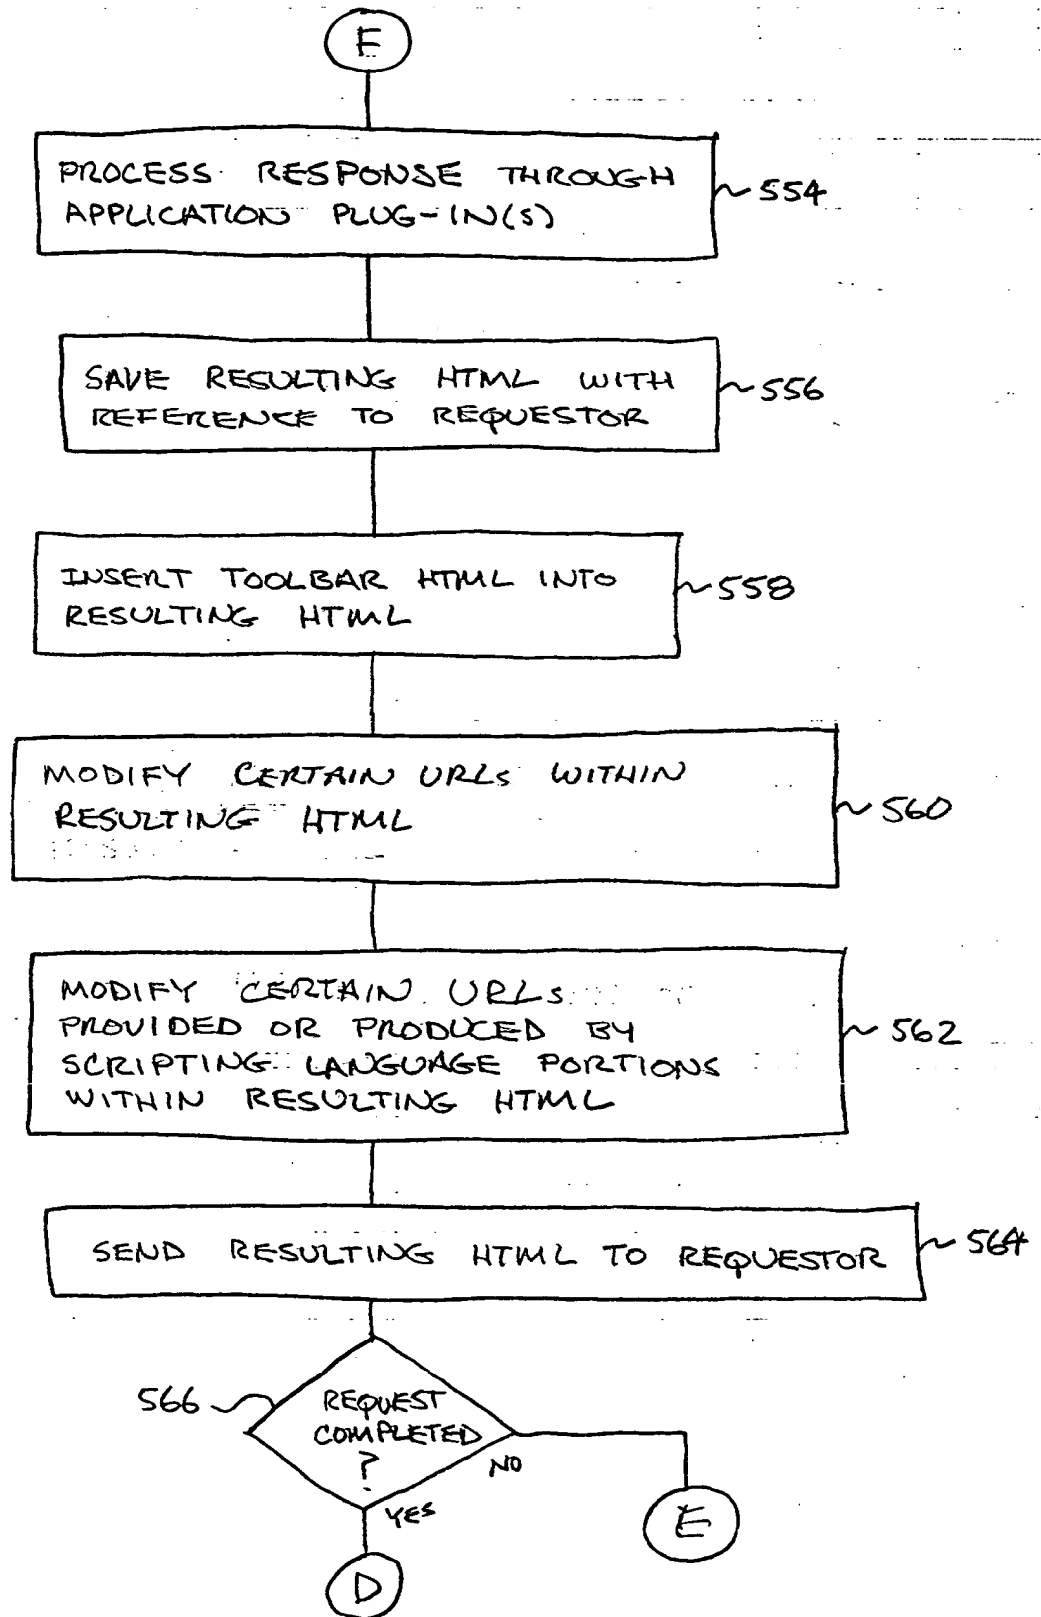 F
PROCESS RESPONSE THROUGH
APPLICATION PLUG-IN(S)
554
SAVE RESULTING HTML WITH
REFERENCE TO REQUESTOR
556
INSERT TOOLBAR HTML INTO
RESULTING HTML
558
MODIFY CERTAIN URLs WITHIN
RESULTING HTML
560
MODIFY CERTAIN URLs
PROVIDED OR PRODUCED BY
SCRIPTING LANGUAGE PORTIONS
WITHIN RESULTING HTML
562
SEND RESULTING HTML TO REQUESTOR
564
566
REQUEST
COMPLETED
?
NO
YES
E
D